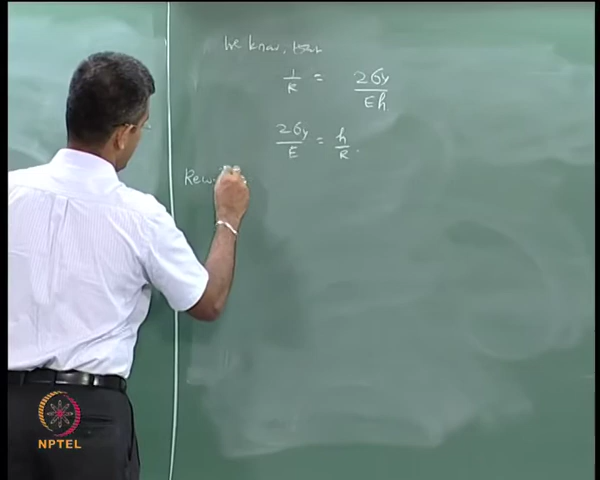 We know, that
1/R = 2σy/Eh
2σy/E = h/R.
Rew
NPTEL